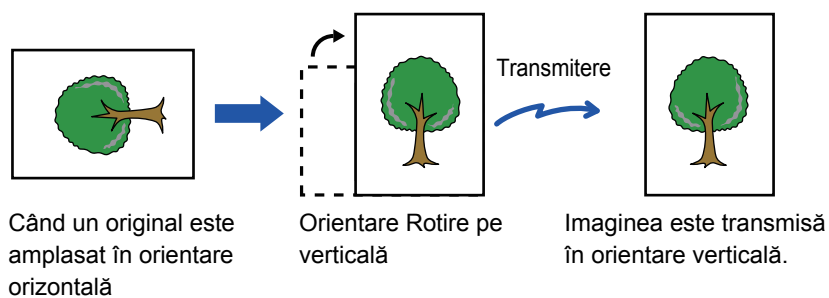 Transmitere
Când un original este
amplasat în orientare
orizontală
Orientare Rotire pe
verticală
Imaginea este transmisă
în orientare verticală.